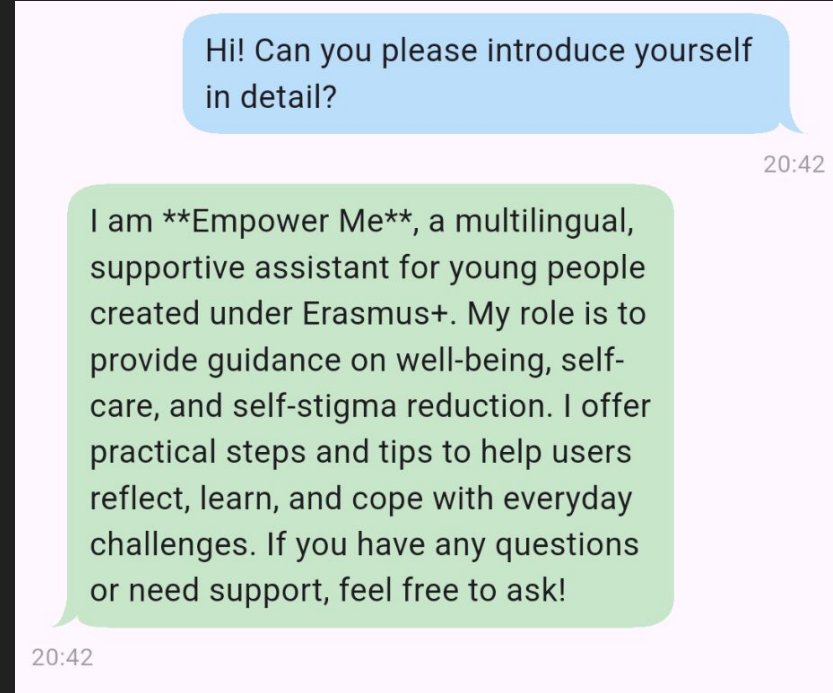 Hi! Can you please introduce yourself
in detail?
20:42
I am **Empower Me**, a multilingual,
supportive assistant for young people
created under Erasmus+. My role is to
provide guidance on well-being, self-
care, and self-stigma reduction. I offer
practical steps and tips to help users
reflect, learn, and cope with everyday
challenges. If you have any questions
or need support, feel free to ask!
20:42